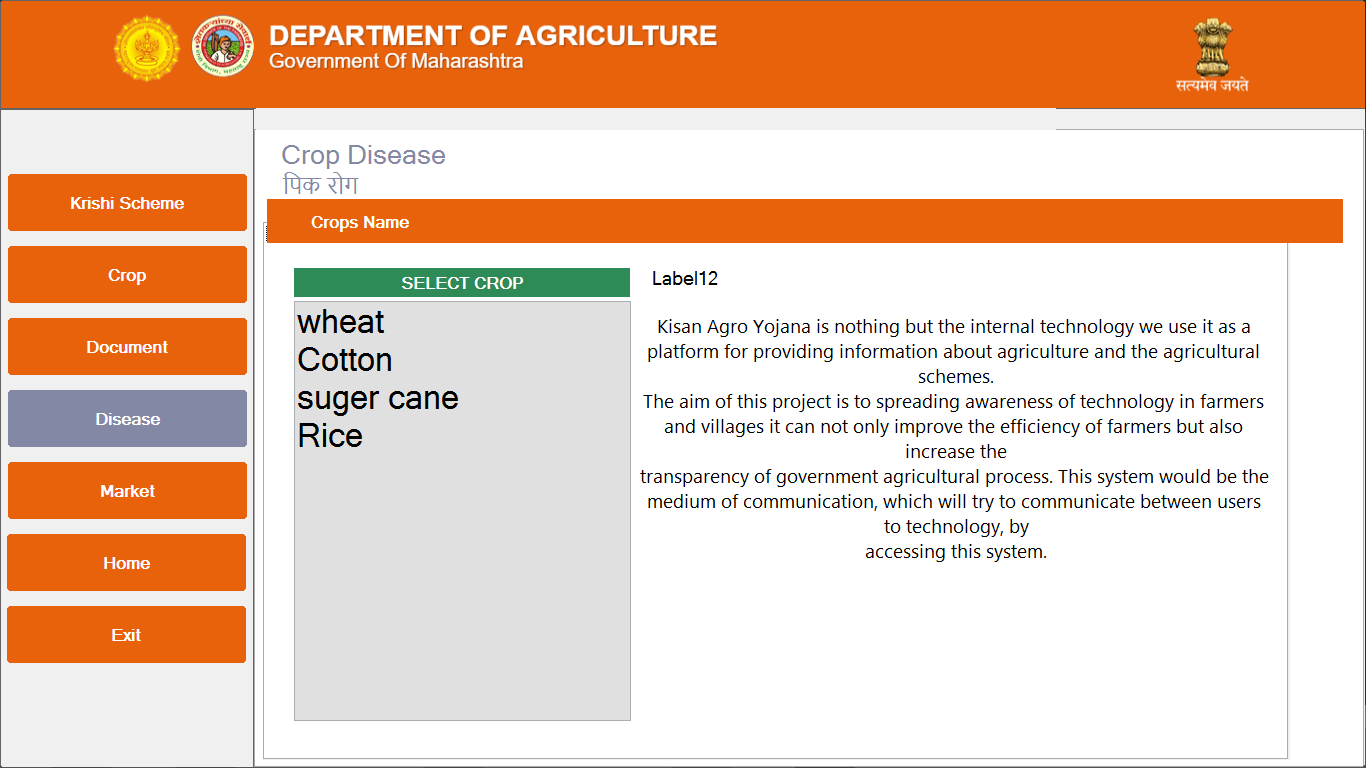 DEPARTMENT OF AGRICULTURE
Government Of Maharashtra
सत्यमेव जयते
Krishi Scheme
Crop
Document
Disease
Market
Home
Exit
Crop Disease
पिक रोग
Crops Name
SELECT CROP
wheat
Cotton
suger cane
Rice
Label12
Kisan Agro Yojana is nothing but the internal technology we use it as a
platform for providing information about agriculture and the agricultural
schemes.
The aim of this project is to spreading awareness of technology in farmers
and villages it can not only improve the efficiency of farmers but also
increase the
transparency of government agricultural process. This system would be the
medium of communication, which will try to communicate between users
to technology, by
accessing this system.